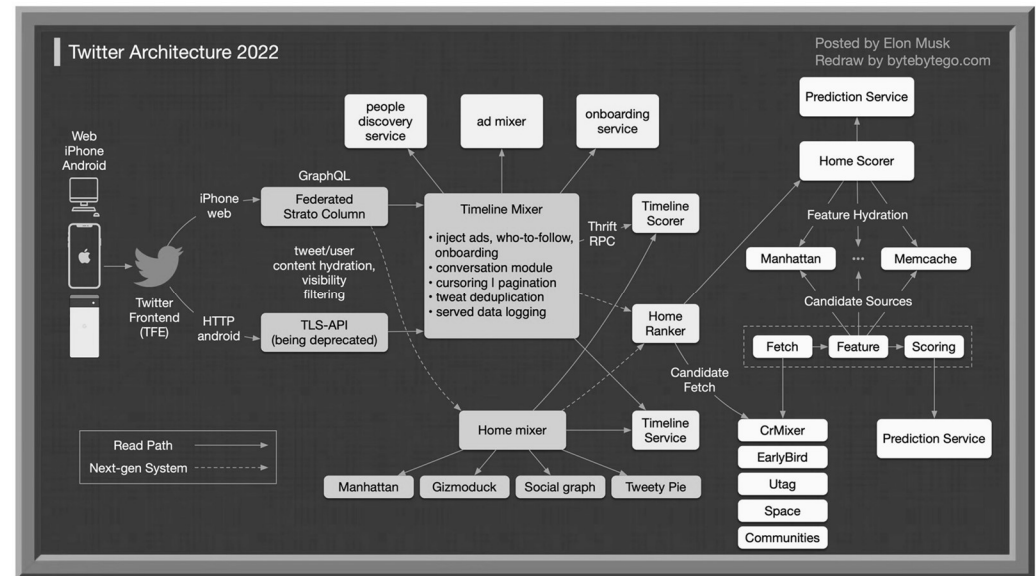 Twitter Architecture 2022
Posted by Elon Musk
Redraw by bytebytego.com
Web
iPhone
Android
Twitter
Frontend
(TFE)
iPhone
web
HTTP
android
GraphQL
Federated
Strato Column
tweet/user
content hydration,
visibility
filtering
TLS-API
(being deprecated)
people
discovery
service
ad mixer
onboarding
service
Timeline Mixer
• inject ads, who-to-follow,
onboarding
• conversation module
• cursoring | pagination
• tweat deduplication
• served data logging
Thrift
RPC
Timeline
Scorer
Home
Ranker
Candidate
Fetch
Timeline
Service
Home mixer
Manhattan
Gizmoduck
Social graph
Tweety Pie
Prediction Service
Home Scorer
Feature Hydration
Manhattan
•••
Memcache
Candidate Sources
Fetch
Feature
Scoring
CrMixer
EarlyBird
Utag
Space
Communities
Prediction Service
Read Path
Next-gen System